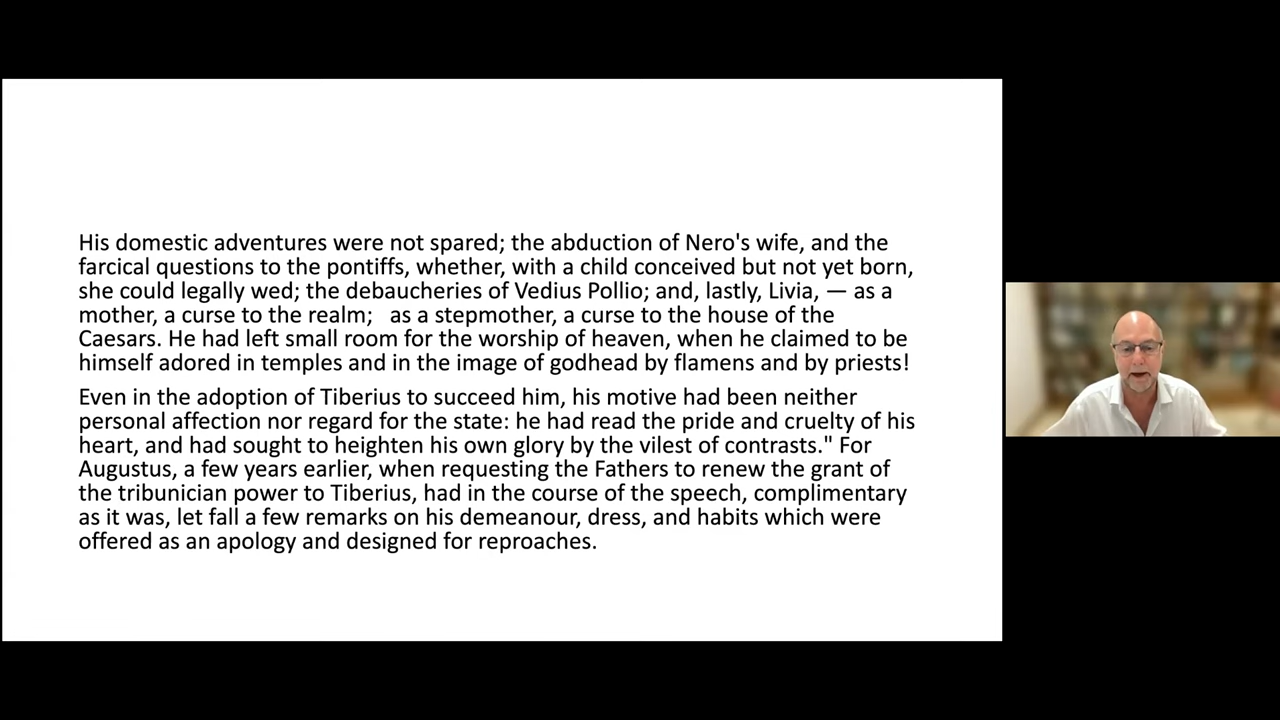 His domestic adventures were not spared; the abduction of Nero's wife, and the
farcical questions to the pontiffs, whether, with a child conceived but not yet born,
she could legally wed; the debaucheries of Vedius Pollio; and, lastly, Livia, — as a
mother, a curse to the realm;   as a stepmother, a curse to the house of the
Caesars. He had left small room for the worship of heaven, when he claimed to be
himself adored in temples and in the image of godhead by flamens and by priests!
Even in the adoption of Tiberius to succeed him, his motive had been neither
personal affection nor regard for the state: he had read the pride and cruelty of his
heart, and had sought to heighten his own glory by the vilest of contrasts." For
Augustus, a few years earlier, when requesting the Fathers to renew the grant of
the tribunician power to Tiberius, had in the course of the speech, complimentary
as it was, let fall a few remarks on his demeanour, dress, and habits which were
offered as an apology and designed for reproaches.